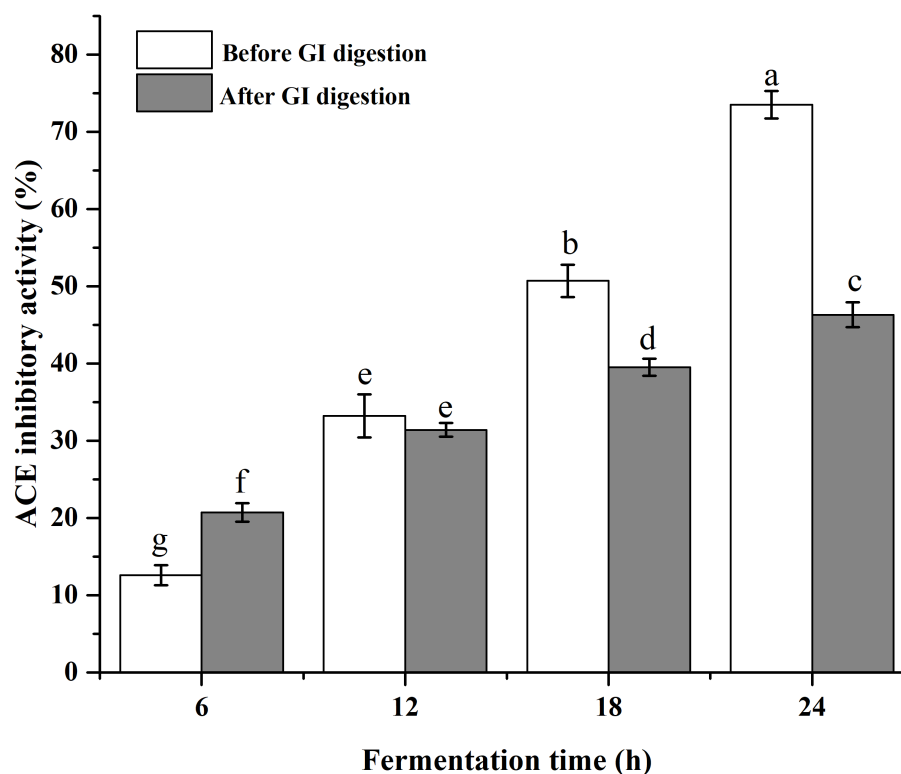 Before GI digestion
After GI digestion
ACE inhibitory activity (%)
80
70
60
50
40
30
20
10
0
g
f
e
e
b
d
a
c
6 12 18 24
Fermentation time (h)